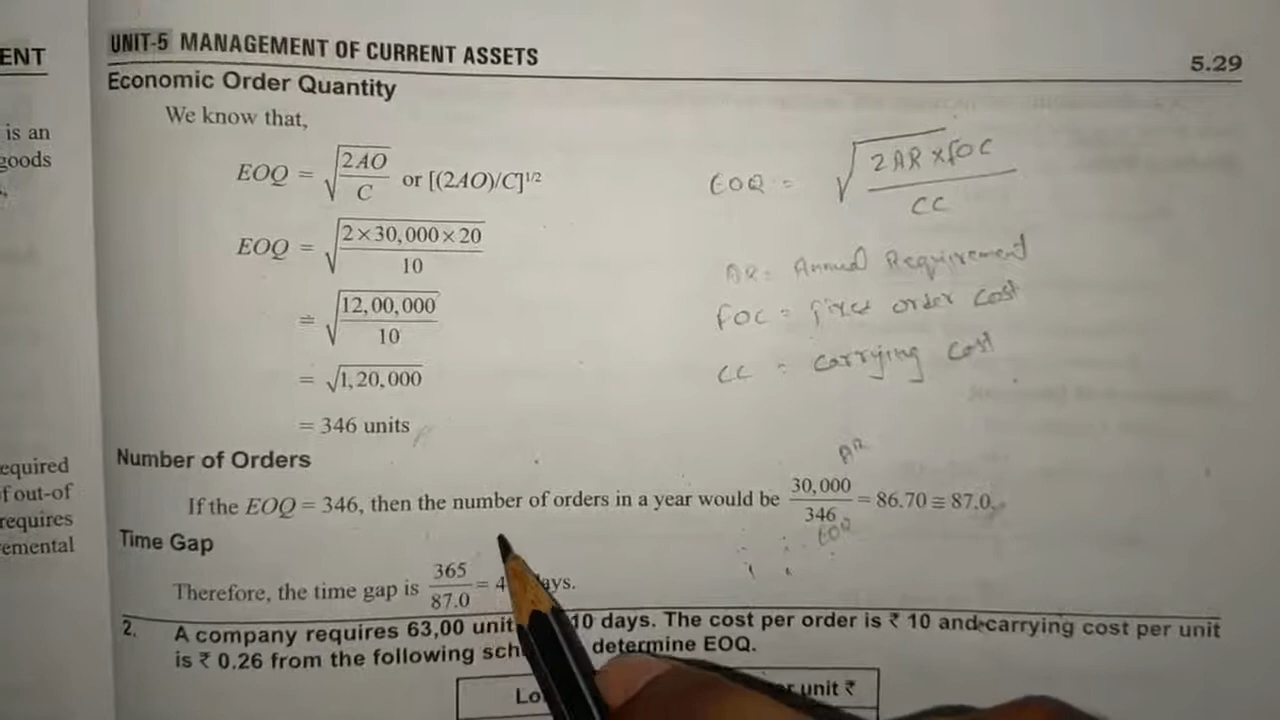 ENT
is an
goods
equired
f out-of
requires
emental
UNIT-5 MANAGEMENT OF CURRENT ASSETS
5.29
Economic Order Quantity
We know that,
EOQ = √(2AO/C) or [(2AO)/C]^1/2
EOQ = √(2×30,000×20/10)
= √(12,00,000/10)
= √1,20,000
= 346 units
EOQ = √(2AR×FOC/CC)
AR = Annual Requirement
FOC = fixed order cost
CC = Carrying cost
Number of Orders
AR
If the EOQ = 346, then the number of orders in a year would be 30,000/346 = 86.70 ≅ 87.0.
EOQ
Time Gap
Therefore, the time gap is 365/87.0 = 4 days.
2. A company requires 63,00 unit 10 days. The cost per order is ₹ 10 and carrying cost per unit
is ₹ 0.26 from the following sch determine EOQ.
Lo r unit ₹